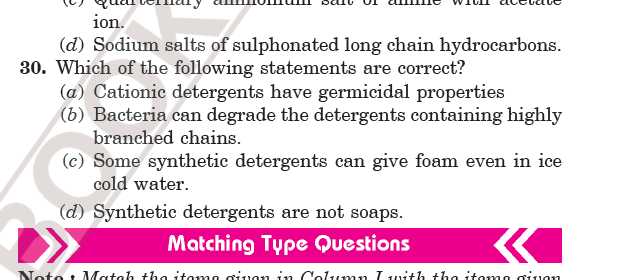 (c) Quarternary ammonium salt of amine with acetate
ion.
(d) Sodium salts of sulphonated long chain hydrocarbons.
30. Which of the following statements are correct?
(a) Cationic detergents have germicidal properties
(b) Bacteria can degrade the detergents containing highly
branched chains.
(c) Some synthetic detergents can give foam even in ice
cold water.
(d) Synthetic detergents are not soaps.
Matching Type Questions
Note : Match the items given in Column I with the items given
BOOK